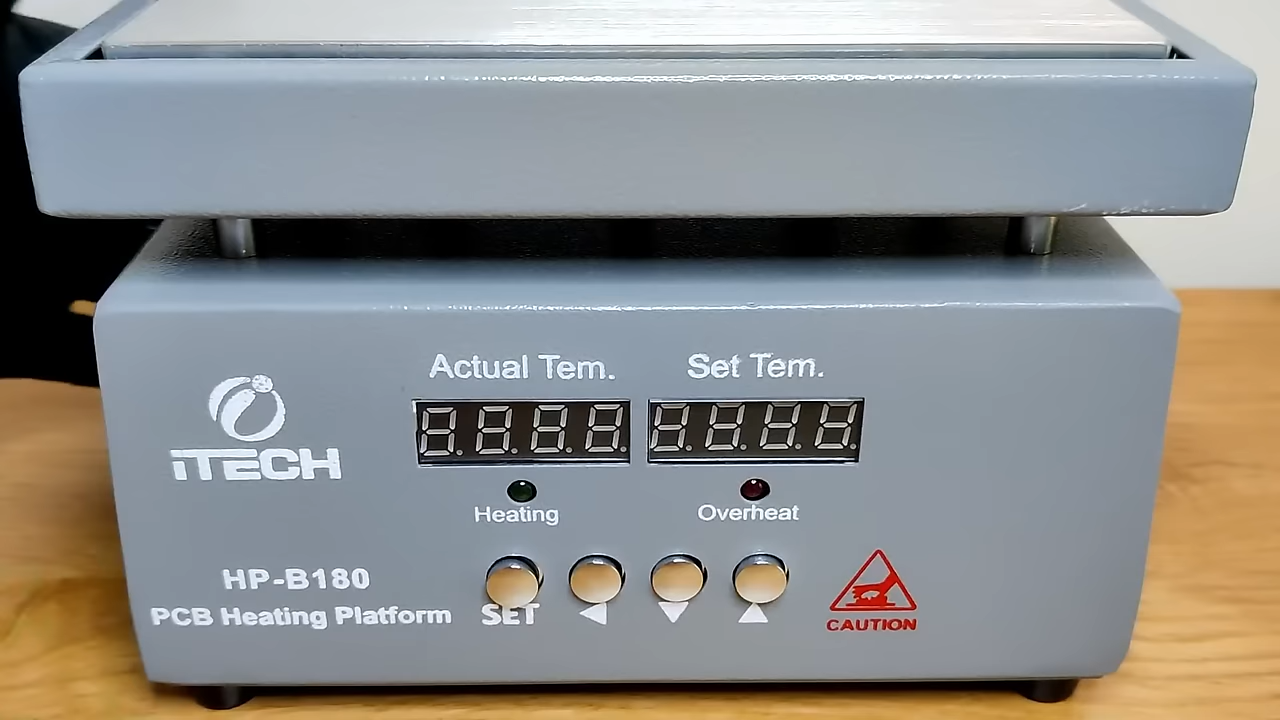 Actual Tem.
Set Tem.
iTECH
Heating
Overheat
HP-B180
PCB Heating Platform
SET
CAUTION